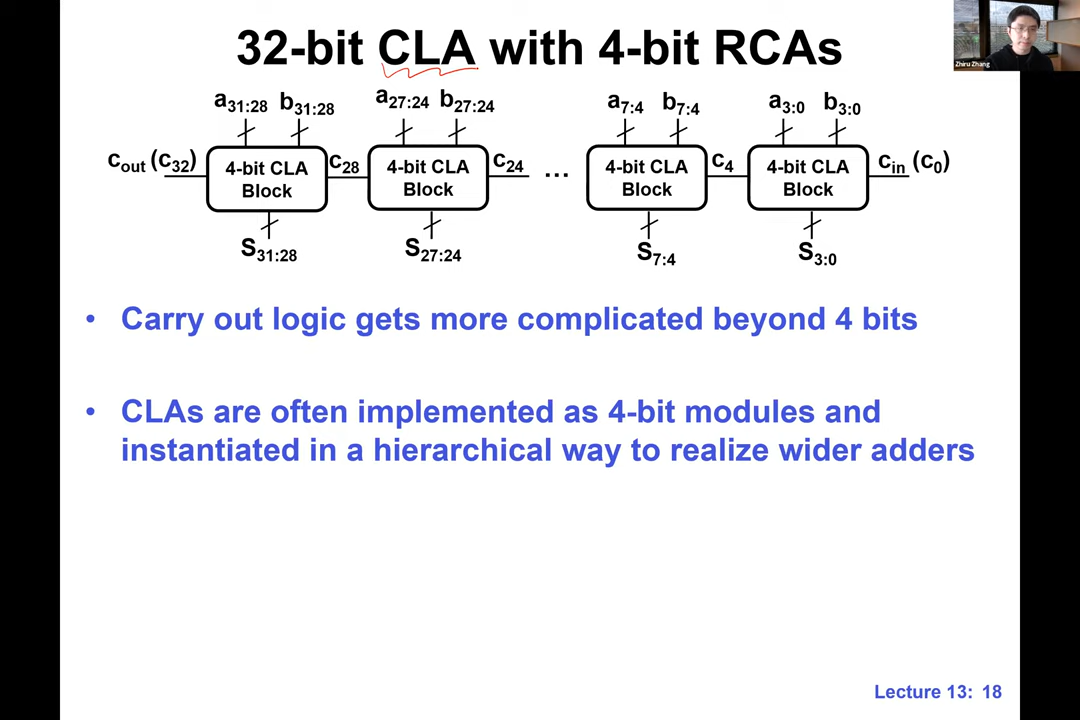 32-bit CLA with 4-bit RCAs
Zhiru Zhang
a31:28 b31:28 a27:24 b27:24 a7:4 b7:4 a3:0 b3:0
cout (c32) 4-bit CLA Block c28 4-bit CLA Block c24 ... 4-bit CLA Block c4 4-bit CLA Block cin (c0)
S31:28 S27:24 S7:4 S3:0
• Carry out logic gets more complicated beyond 4 bits
• CLAs are often implemented as 4-bit modules and
instantiated in a hierarchical way to realize wider adders
Lecture 13: 18